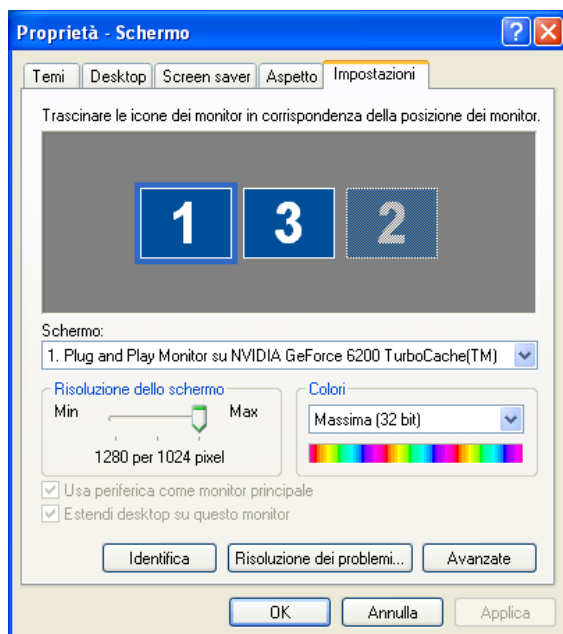 Proprietà - Schermo
Temi Desktop Screen saver Aspetto Impostazioni
Trascinare le icone dei monitor in corrispondenza della posizione dei monitor.
1 3 2
Schermo:
1. Plug and Play Monitor su NVIDIA GeForce 6200 TurboCache(TM)
Risoluzione dello schermo
Min Max
1280 per 1024 pixel
Colori
Massima (32 bit)
Usa periferica come monitor principale
Estendi desktop su questo monitor
Identifica Risoluzione dei problemi... Avanzate
OK Annulla Applica